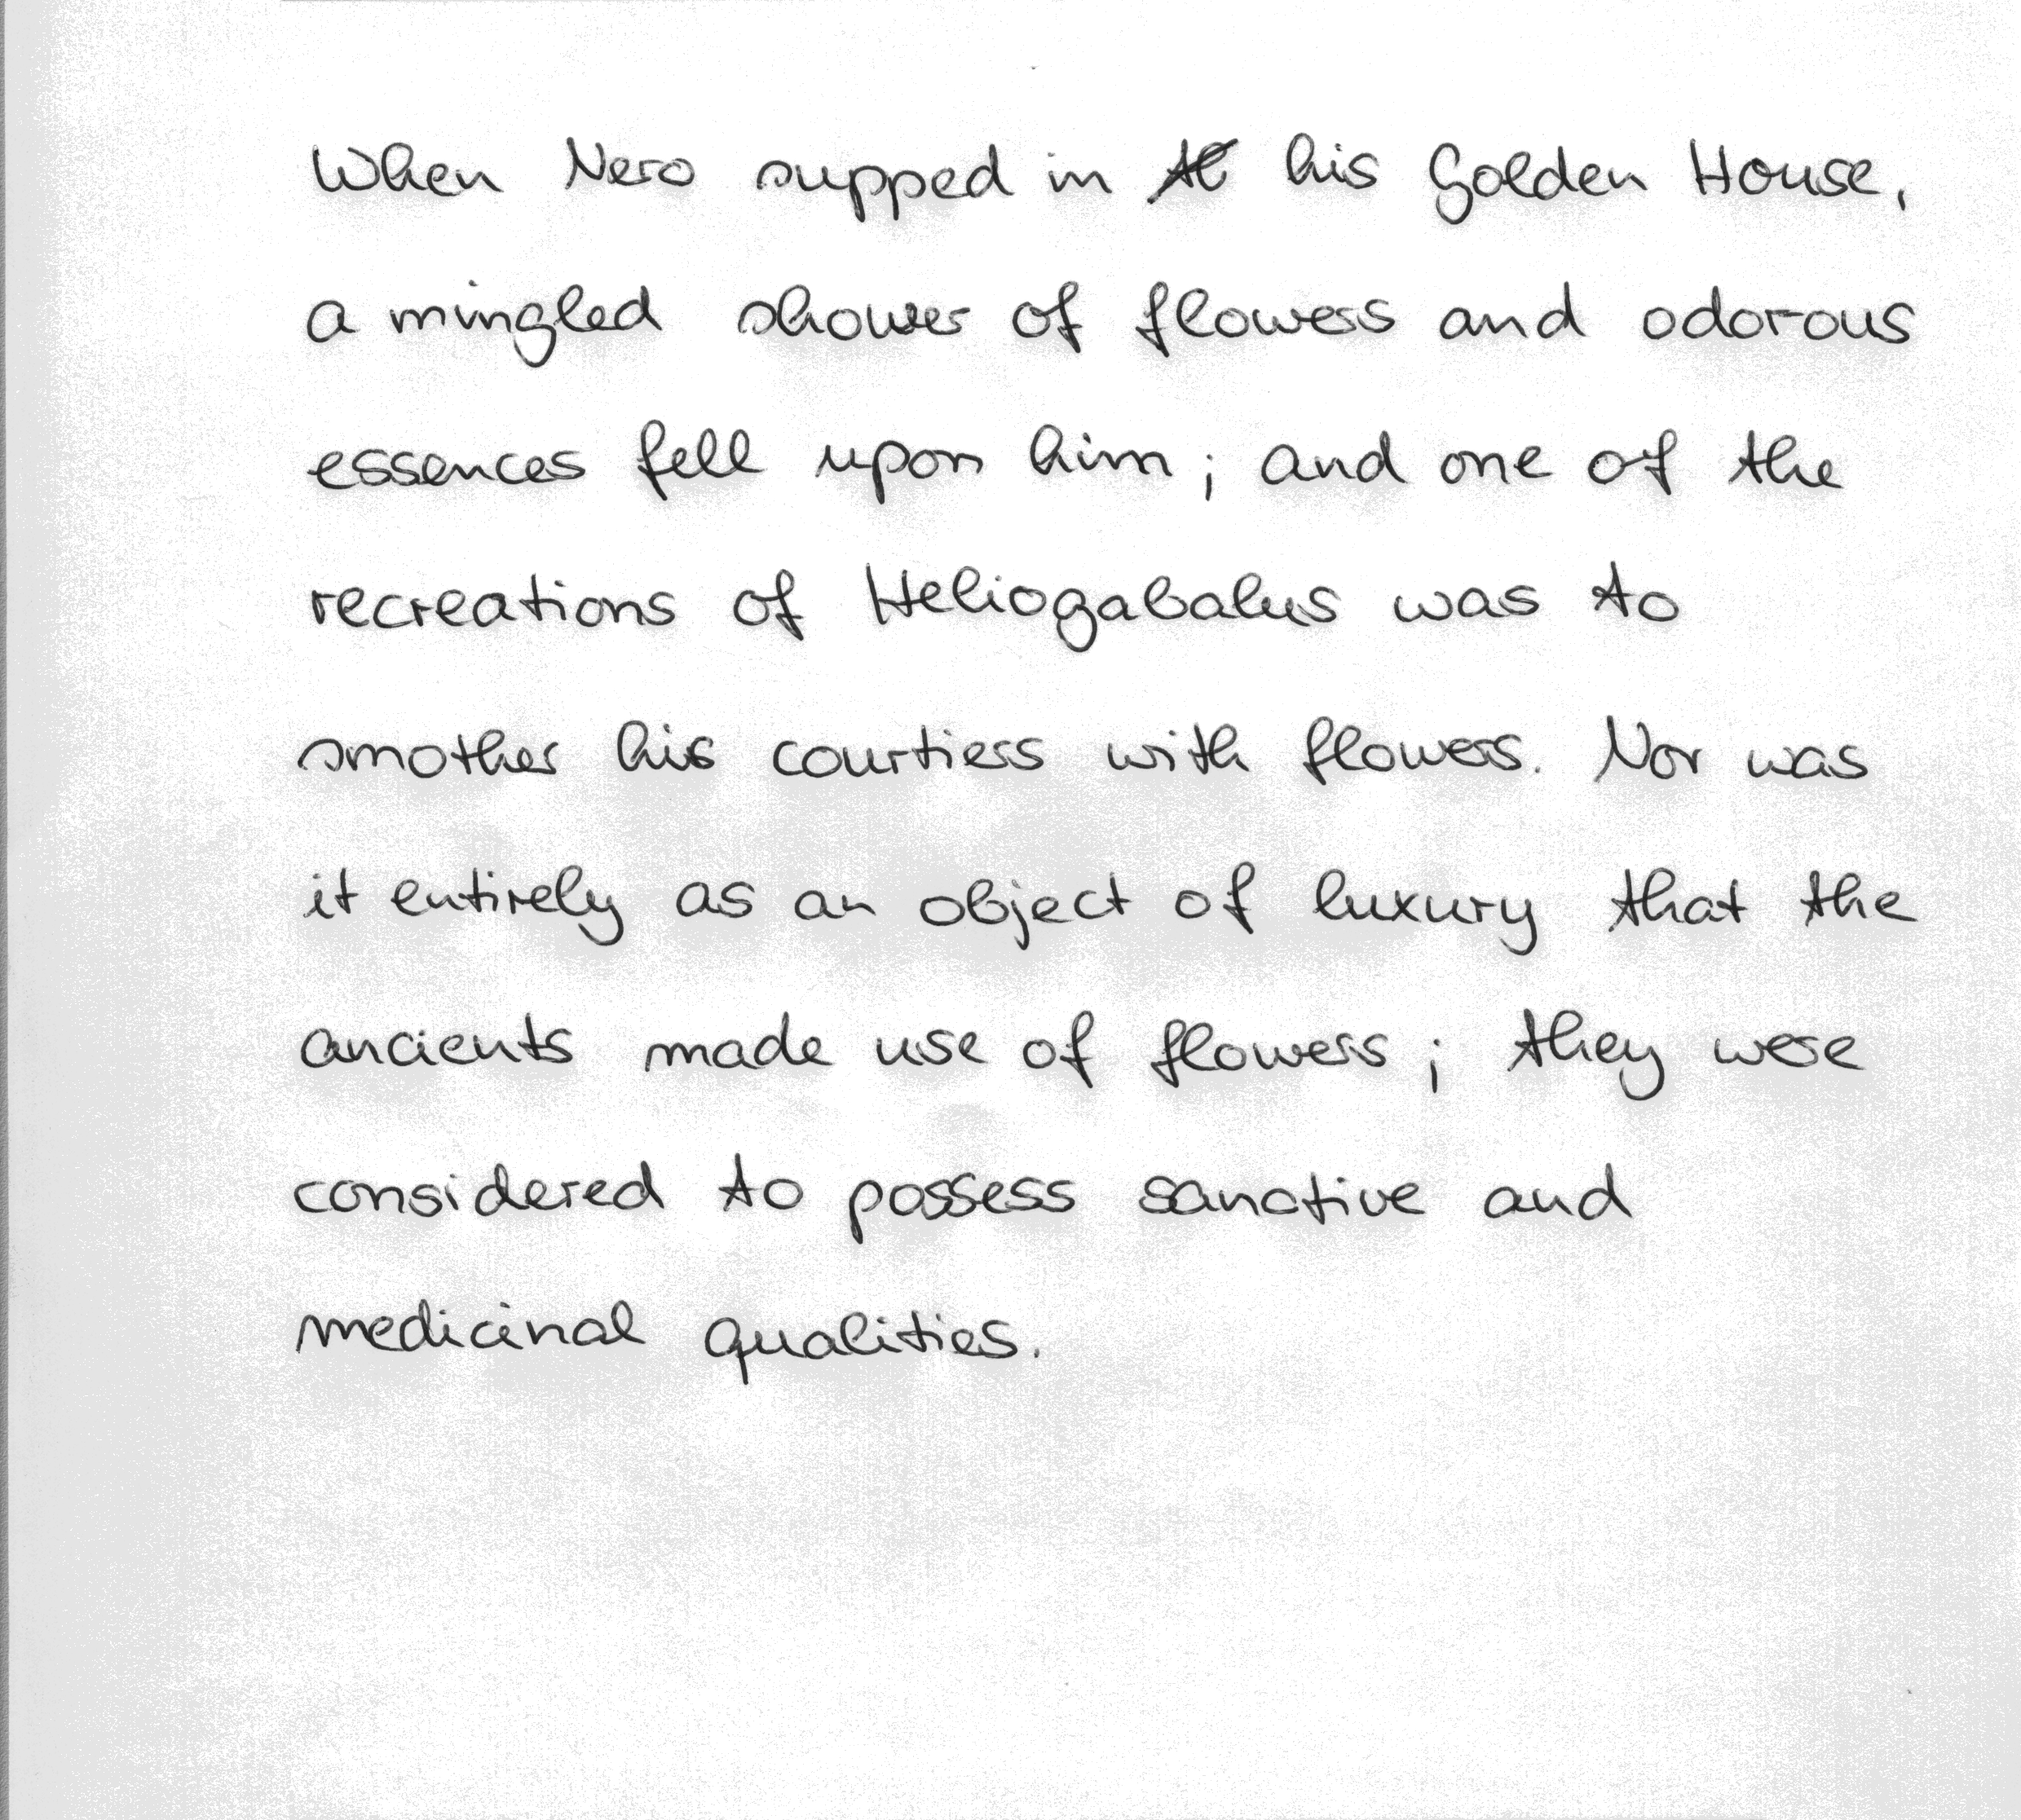 When Nero supped in his Golden House,
a mingled shower of flowers and odorous
essences fell upon him; and one of the
recreations of Heliogabalus was to
smother his courtiers with flowers. Nor was
it entirely as an object of luxury that the
ancients made use of flowers; they were
considered to possess sanctive and
medicinal qualities.